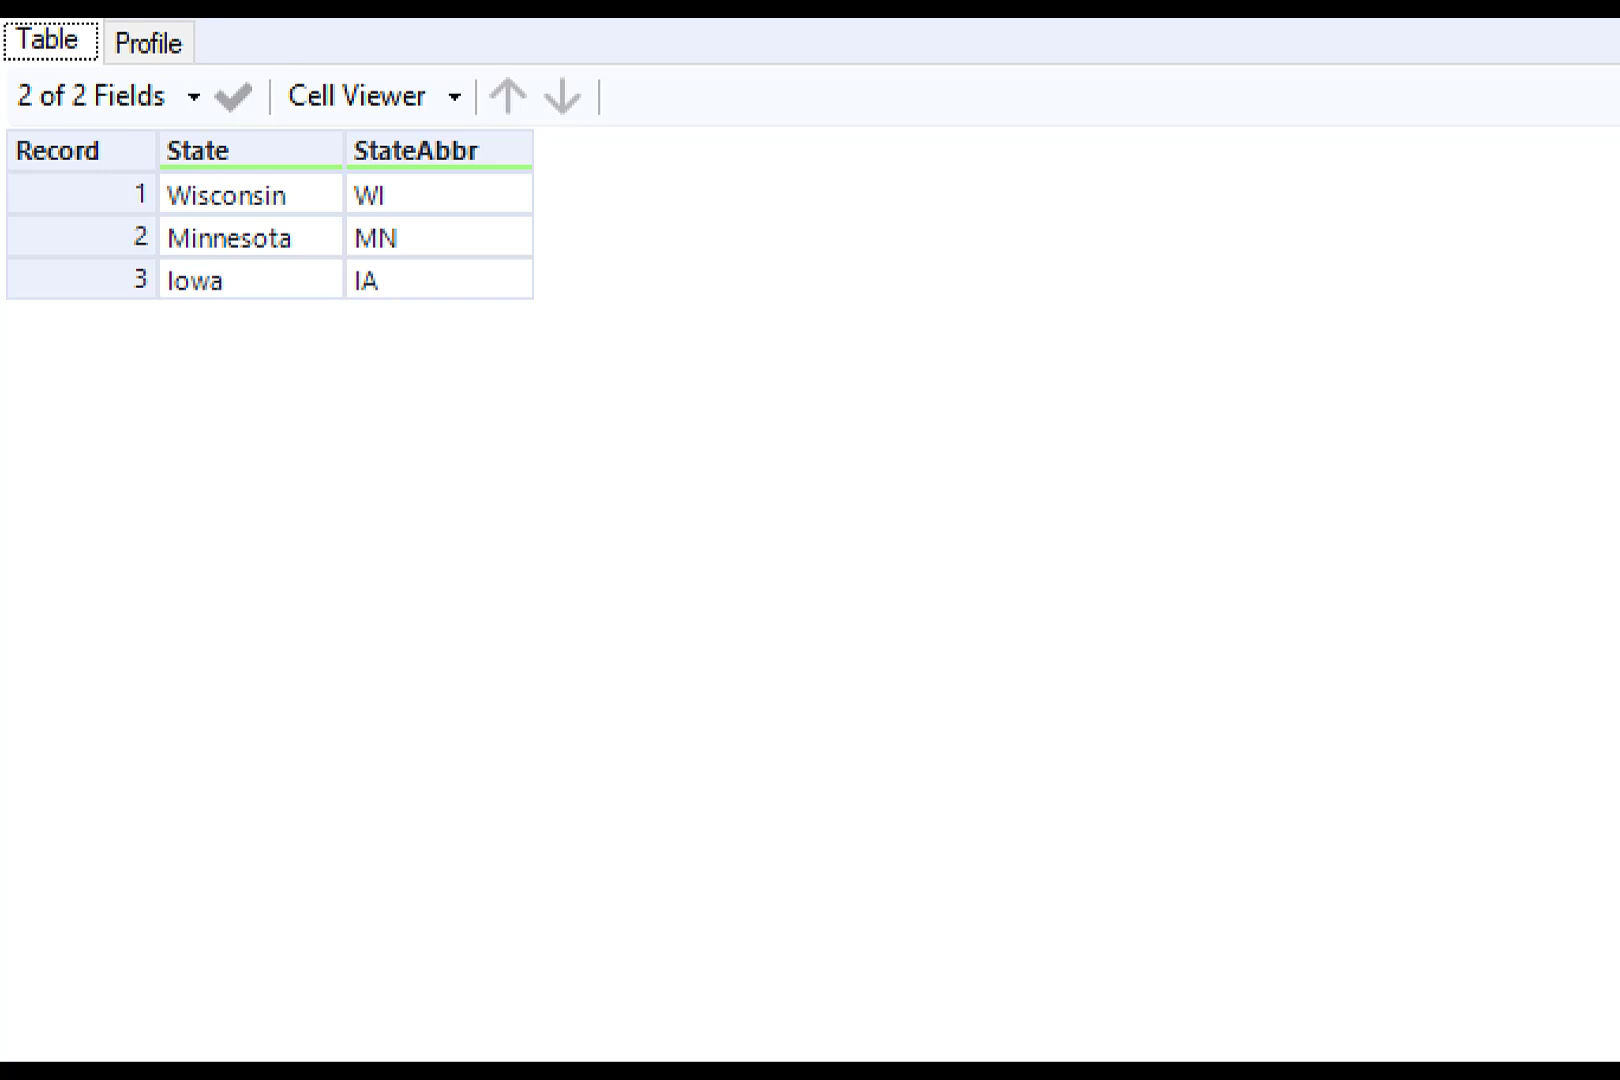 Table Profile
2 of 2 Fields Cell Viewer
Record State StateAbbr
1 Wisconsin WI
2 Minnesota MN
3 Iowa IA